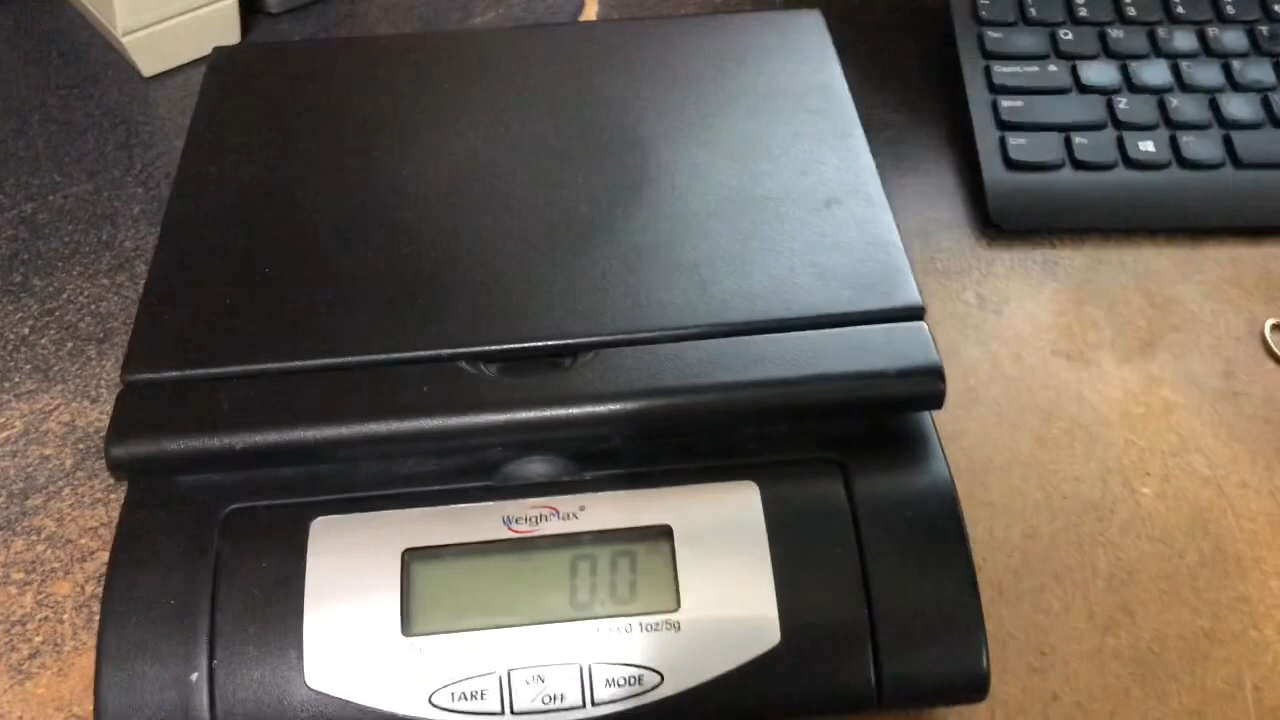 Q W E R T
Z X
WeighMax®
0.0
0.1oz/5g
TARE
ON
/OFF
MODE